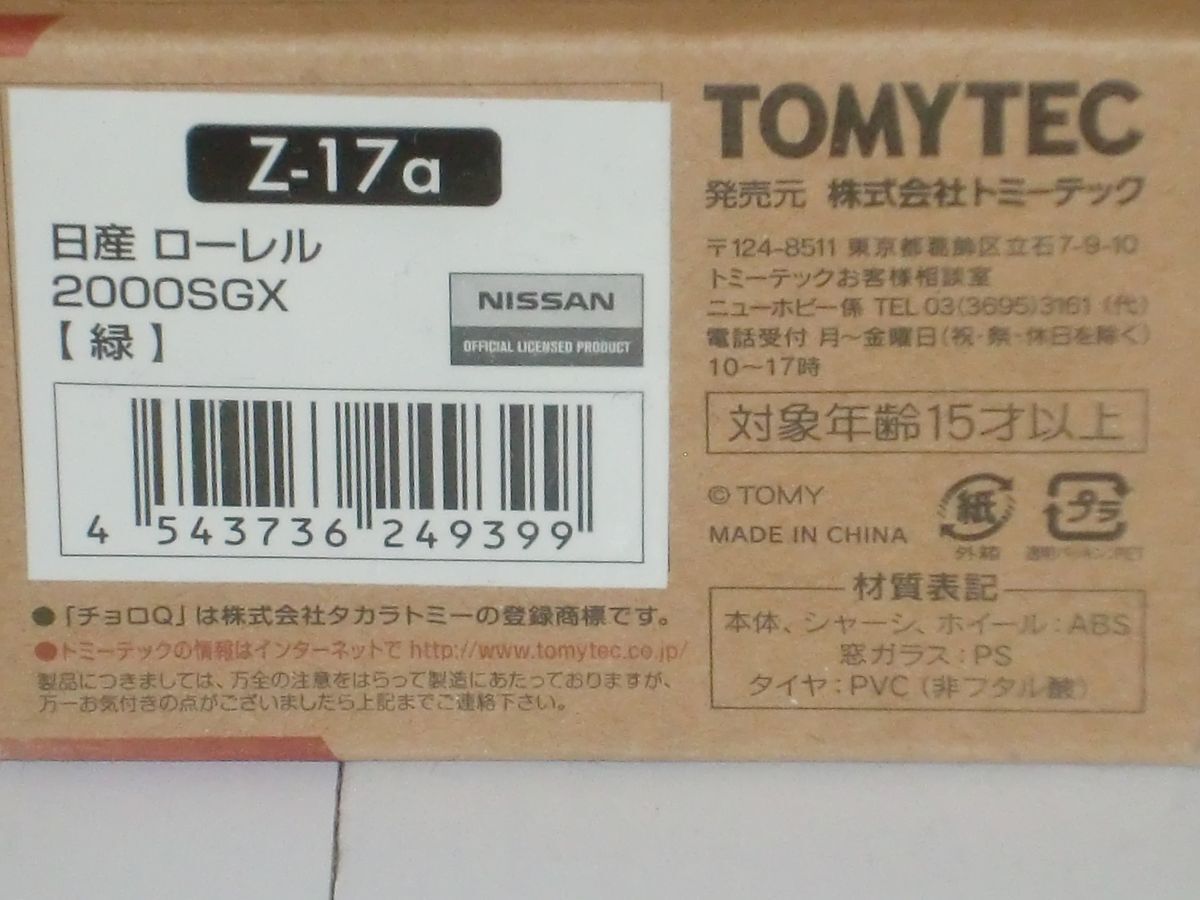 Z-17a
日産 ローレル
2000SGX
【 緑 】
NISSAN
OFFICIAL LICENSED PRODUCT
4 543736 249399
●「チョロQ」は株式会社タカラトミーの登録商標です。
●トミーテックの情報はインターネットで http://www.tomytec.co.jp/
製品につきましては、万全の注意をはらって製造にあたっておりますが、
万一お気付きの点がございましたら上記までご連絡下さい。
TOMYTEC
発売元 株式会社トミーテック
〒124-8511 東京都葛飾区立石7-9-10
トミーテックお客様相談室
ニューホビー係 TEL 03(3695)3161 (代)
電話受付 月～金曜日(祝・祭・休日を除く)
10～17時
対象年齢15才以上
© TOMY
MADE IN CHINA
紙
外箱
プラ
材質表記
本体、シャーシ、ホイール:ABS
窓ガラス:PS
タイヤ:PVC (非フタル酸)